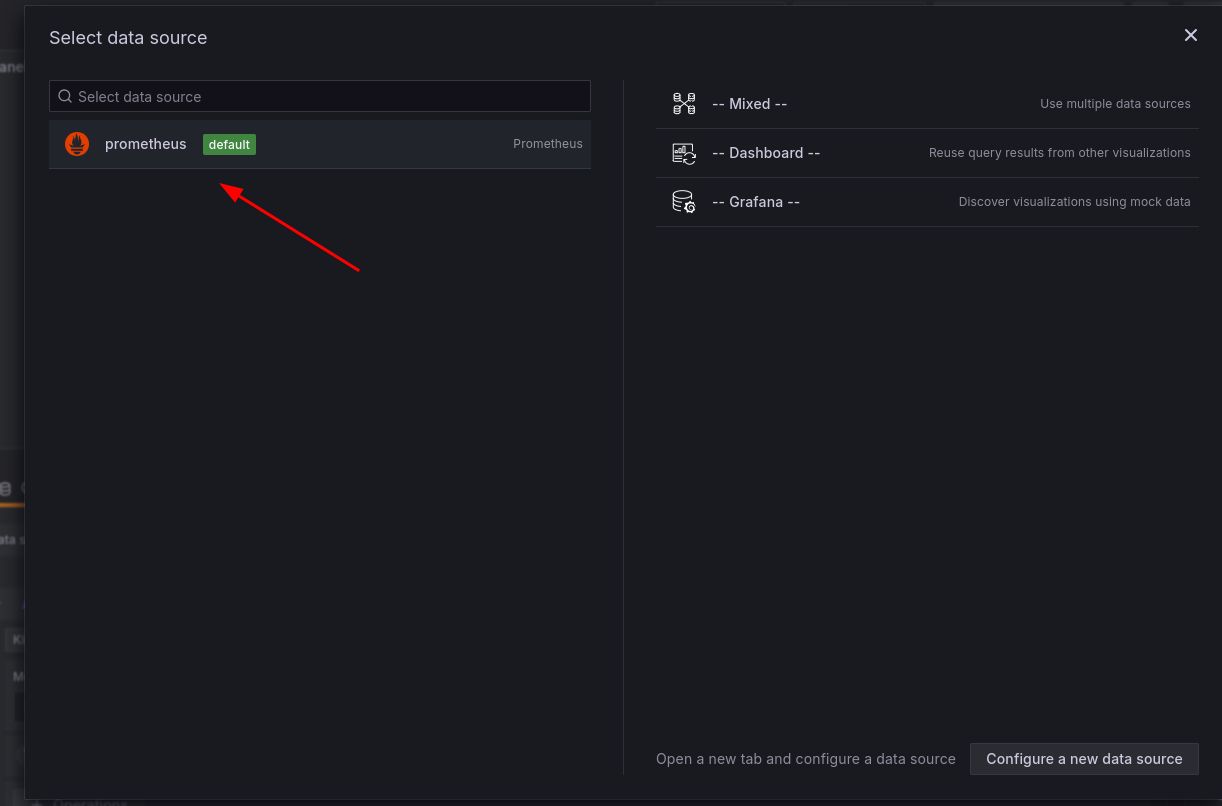 Select data source
Select data source
prometheus default Prometheus
-- Mixed -- Use multiple data sources
-- Dashboard -- Reuse query results from other visualizations
-- Grafana -- Discover visualizations using mock data
Open a new tab and configure a data source Configure a new data source
Operations